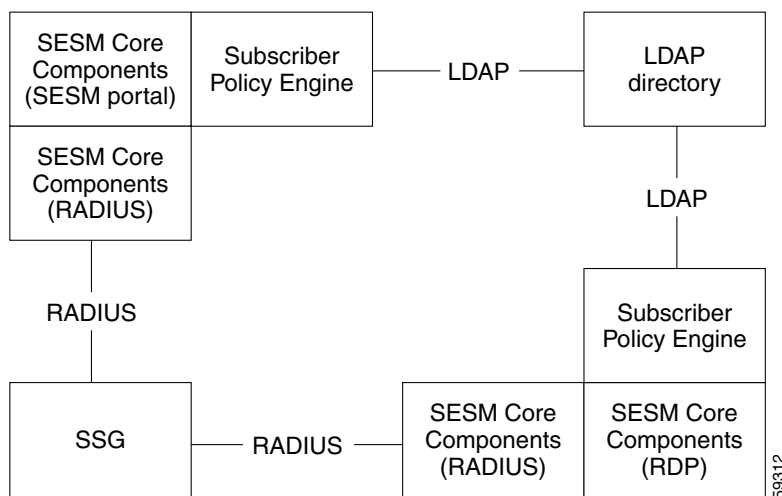 SESM Core
Components
(SESM portal)
Subscriber
Policy Engine
LDAP
LDAP
directory
SESM Core
Components
(RADIUS)
LDAP
RADIUS
Subscriber
Policy Engine
SSG
RADIUS
SESM Core
Components
(RADIUS)
SESM Core
Components
(RDP)
69312